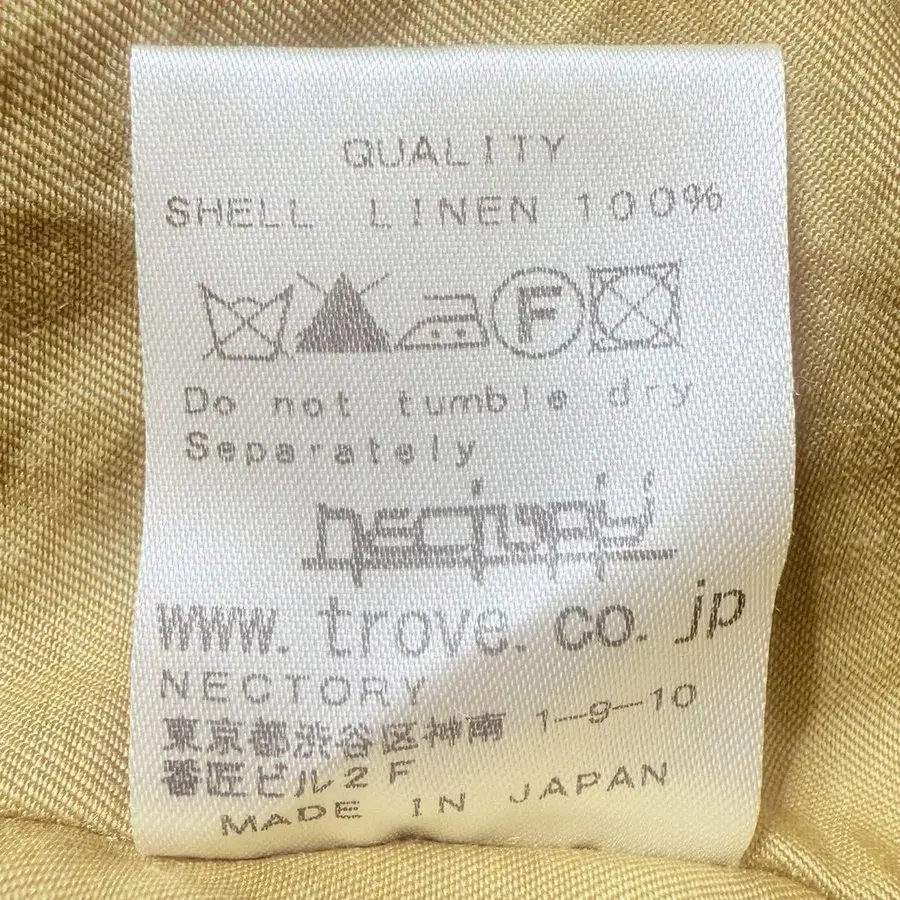 QUALITY
SHELL LINEN 100%
F
Do not tumble dry
Separately
nectory
www.trove.co.jp
NECTORY
東京都渋谷区神南 1-9-10
番匠ビル2F
MADE IN JAPAN